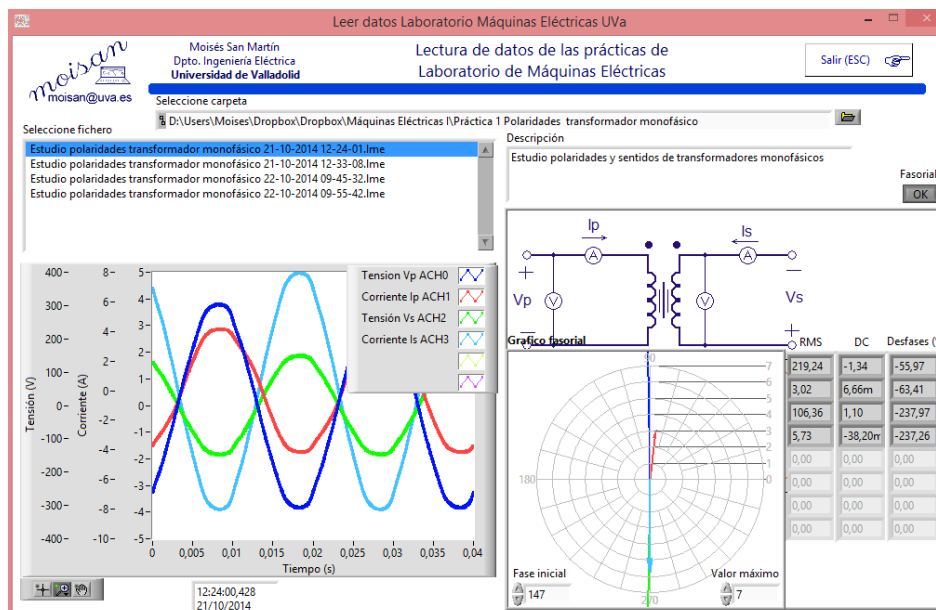 Leer datos Laboratorio Máquinas Eléctricas UVa
moisan
moisan@uva.es
Moisés San Martín
Dpto. Ingeniería Eléctrica
Universidad de Valladolid
Lectura de datos de las prácticas de
Laboratorio de Máquinas Eléctricas
Salir (ESC)
Seleccione carpeta
D:\Users\Moises\Dropbox\Dropbox\Máquinas Eléctricas I\Práctica 1 Polaridades transformador monofásico
Seleccione fichero
Estudio polaridades transformador monofásico 21-10-2014 12-24-01.lme
Estudio polaridades transformador monofásico 21-10-2014 12-33-08.lme
Estudio polaridades transformador monofásico 22-10-2014 09-45-32.lme
Estudio polaridades transformador monofásico 22-10-2014 09-55-42.lme
Descripción
Estudio polaridades y sentidos de transformadores monofásicos
Fasorial
OK
Ip
Is
A
A
+
Vp
V
−
V
−
Vs
+
Tension Vp ACH0
Corriente Ip ACH1
Tensión Vs ACH2
Corriente Is ACH3
Tensión (V)
400
300
200
100
0
-100
-200
-300
-400
Corriente (A)
8
6
4
2
0
-2
-4
-6
-8
-10
5
4
3
2
1
0
-1
-2
-3
-4
-5
0
0,005
0,01
0,015
0,02
0,025
0,03
0,035
0,04
Tiempo (s)
12:24:00,428
21/10/2014
Grafico fasorial
90
180
270
7
6
5
4
3
2
1
0
Fase inicial
147
Valor máximo
7
RMS DC Desfases (
219,24 -1,34 -55,97
3,02 6,66m -63,41
106,36 1,10 -237,97
5,73 -38,20m -237,26
0,00 0,00 0,00
0,00 0,00 0,00
0,00 0,00 0,00
0,00 0,00 0,00